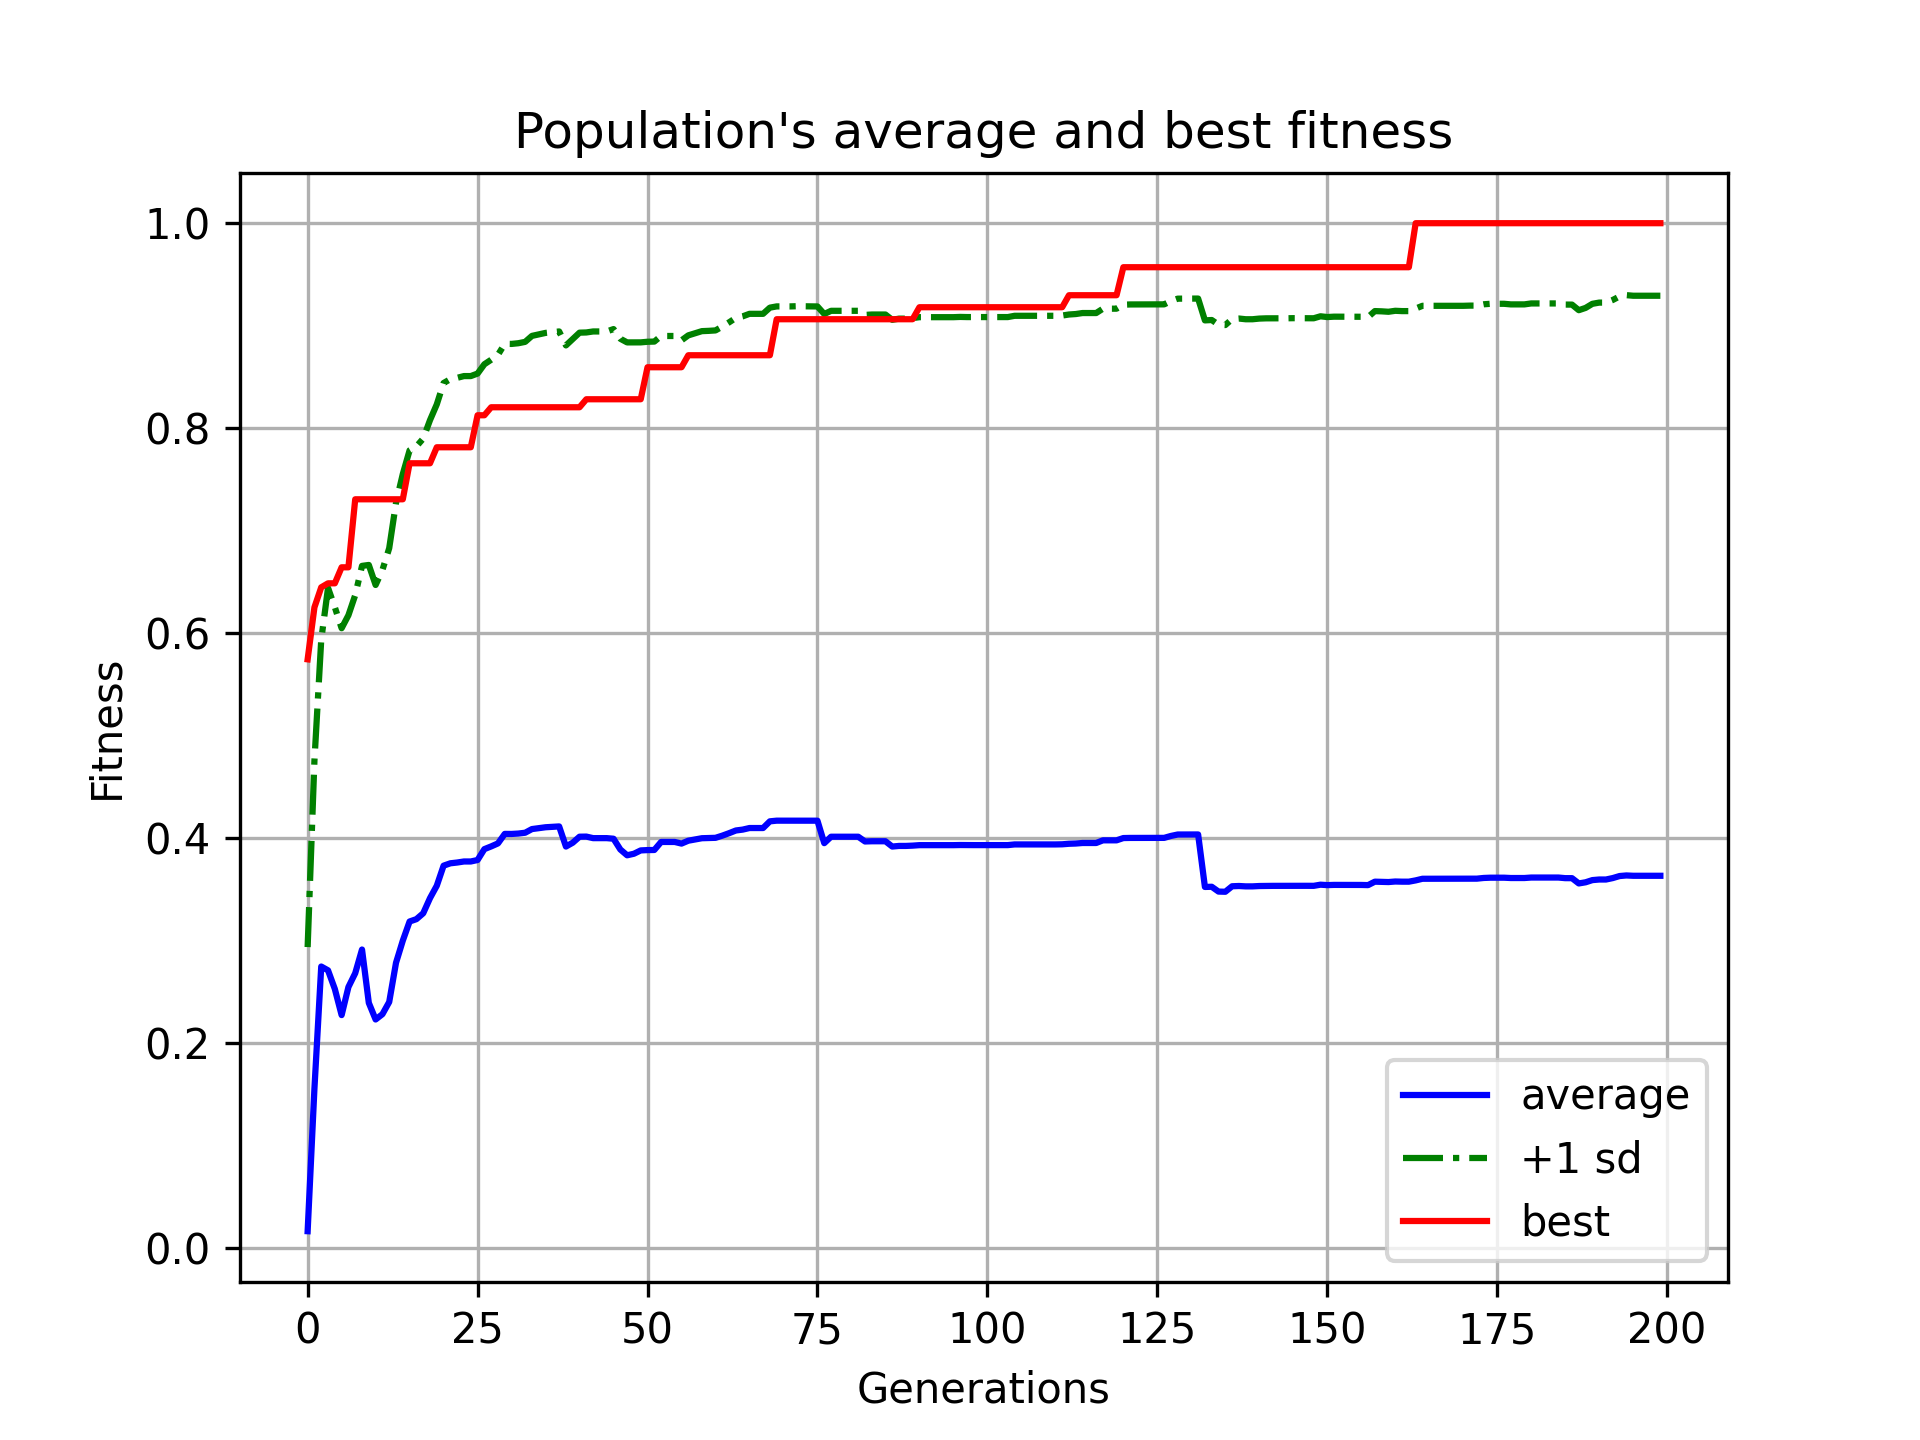 Population's average and best fitness
1.0
0.8
0.6
0.4
0.2
0.0
Fitness
0 25 50 75 100 125 150 175 200
Generations
average
+1 sd
best